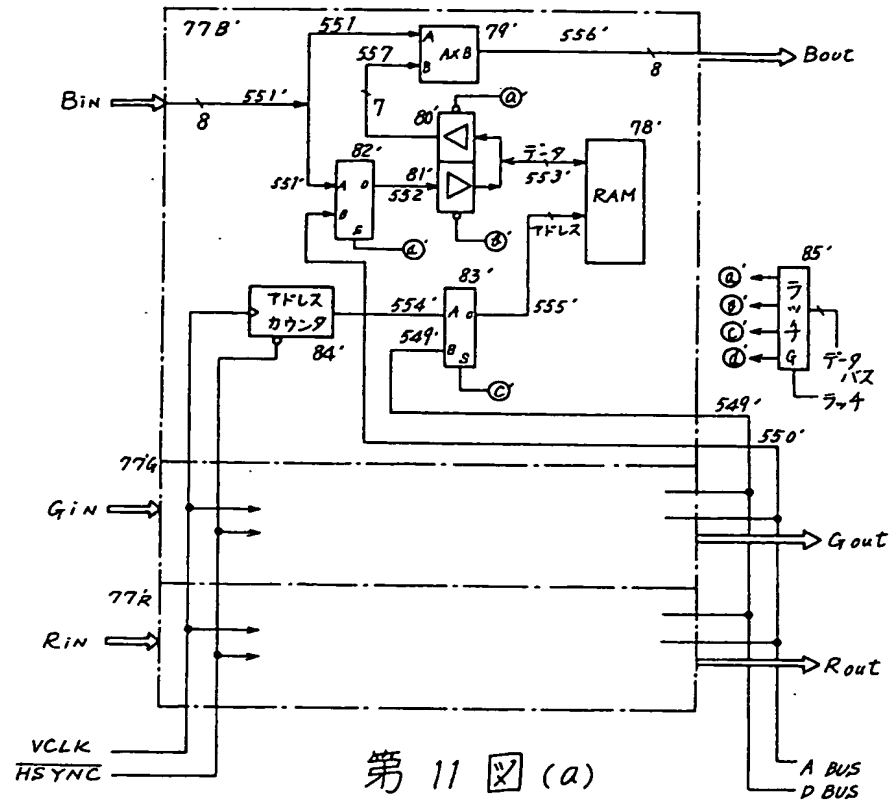 77B'
551
A
79'
556'
A×B
B
557
8
Bout
Bin
8
551'
7
80'
ⓐ'
78'
82'
データ
81'
551'
A O
552
553'
RAM
B
アドレス
S
ⓓ'
ⓑ'
83'
85'
アドレス
カウンタ
554'
A O
555'
ⓐ'
ⓑ'
ⓒ'
ⓓ'
ラッチ
G
549'
B S
84'
ⓒ'
データ
バス
ラッチ
549'
550'
77'G
Gin
Gout
77'R
Rin
Rout
VCLK
HSYNC
第 11 図 (a)
A BUS
D BUS